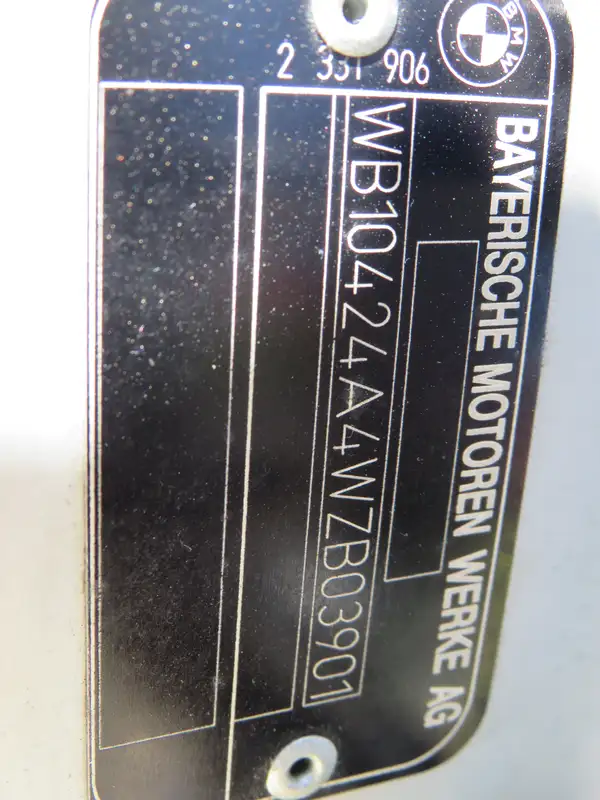 BMW
2 331 906
BAYERISCHE MOTOREN WERKE AG
WB10424A4WZB03901